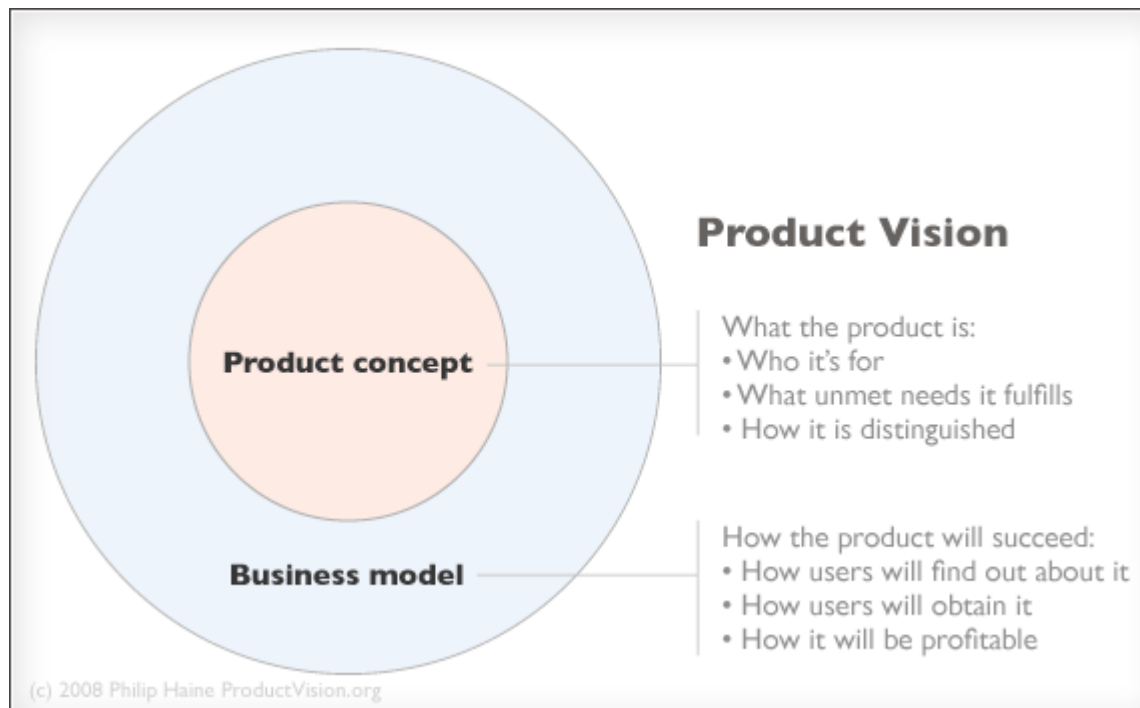 Product Vision
Product concept
What the product is:
• Who it's for
• What unmet needs it fulfills
• How it is distinguished
Business model
How the product will succeed:
• How users will find out about it
• How users will obtain it
• How it will be profitable
(c) 2008 Philip Haine ProductVision.org